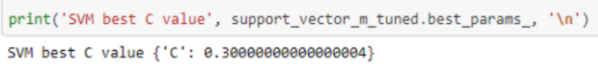 print('SVM best C value', support_vector_m_tuned.best_params_, '\n')
SVM best C value {'C': 0.30000000000000004}